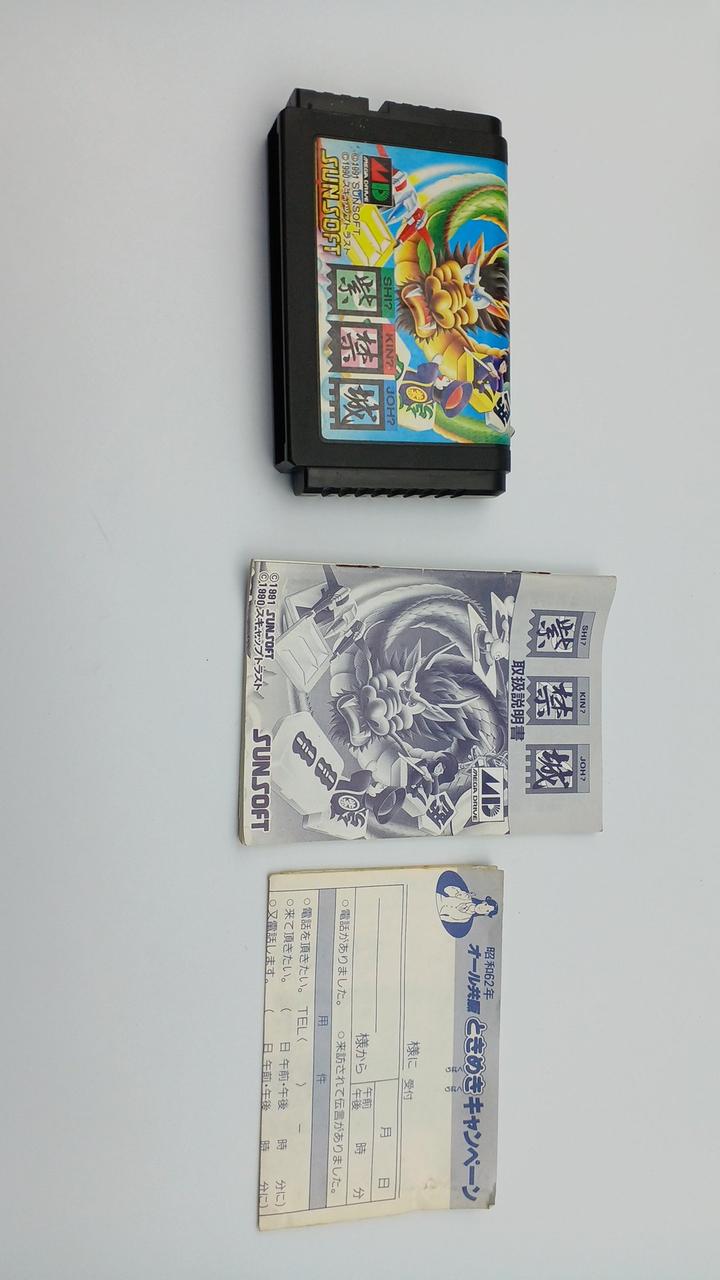 MEGA DRIVE
©1991 SUNSOFT
©1990 スキャップトラスト
SUNSOFT
SHI? KIN? JOH?
紫禁城
SHI? KIN? JOH?
紫禁城
取扱説明書
MEGA DRIVE
©1991 SUNSOFT
©1990 スキャップトラスト
SUNSOFT
昭和62年
オール共電 ときめきキャンペーン
様に 受付
月 日
様から 午前 午後 時 分
○電話がありました。 ○来訪されて伝言がありました。
用 件
○電話を頂きたい。 TEL( ) ー
○来て頂きたい。 ( 日 午前・午後 時 分に)
○又電話します。 ( 日 午前・午後 時 分に)